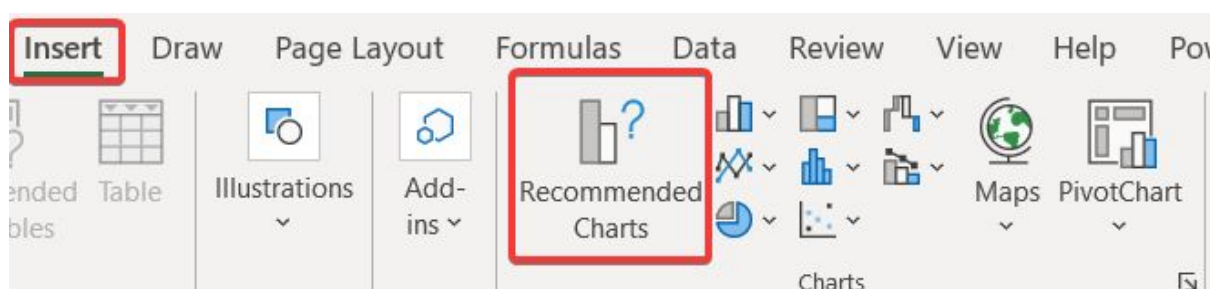 Insert Draw Page Layout Formulas Data Review View Help
Table Illustrations Add-
ins Recommended
Charts Maps PivotChart
Charts